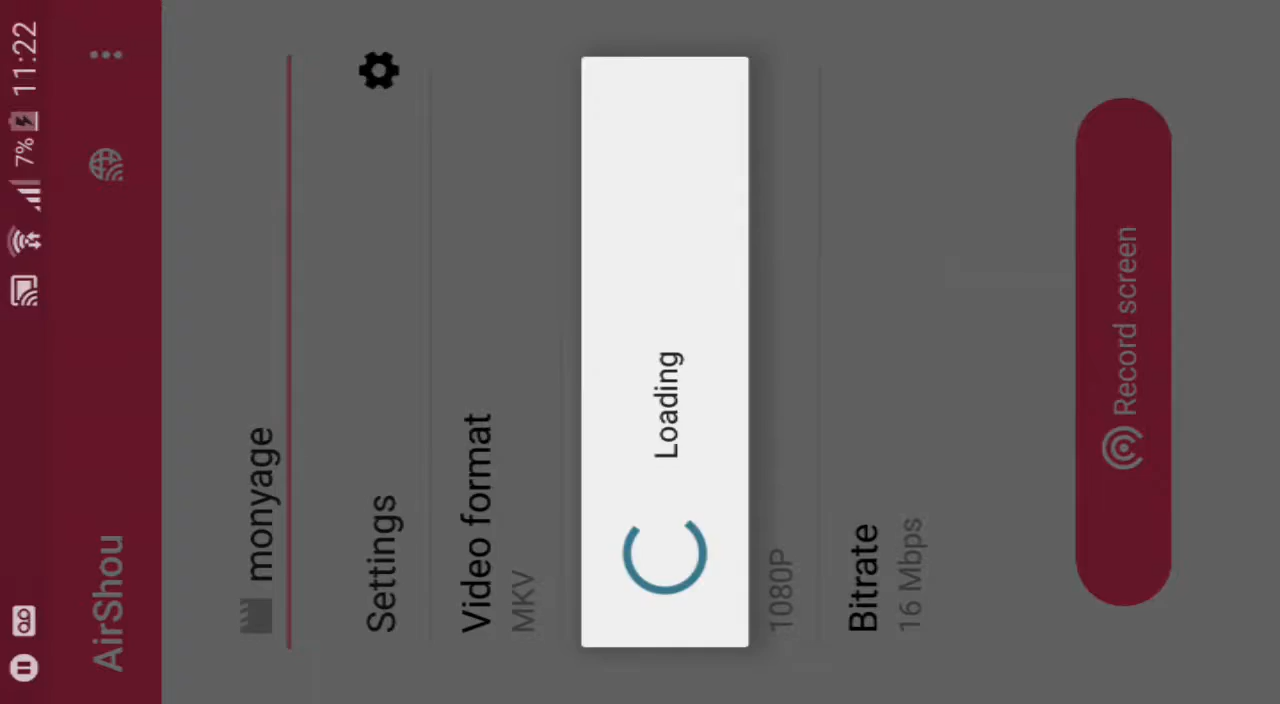 7% 11:22
AirShou
monyage
Settings
Video format
MKV
Loading
1080P
Bitrate
16 Mbps
Record screen